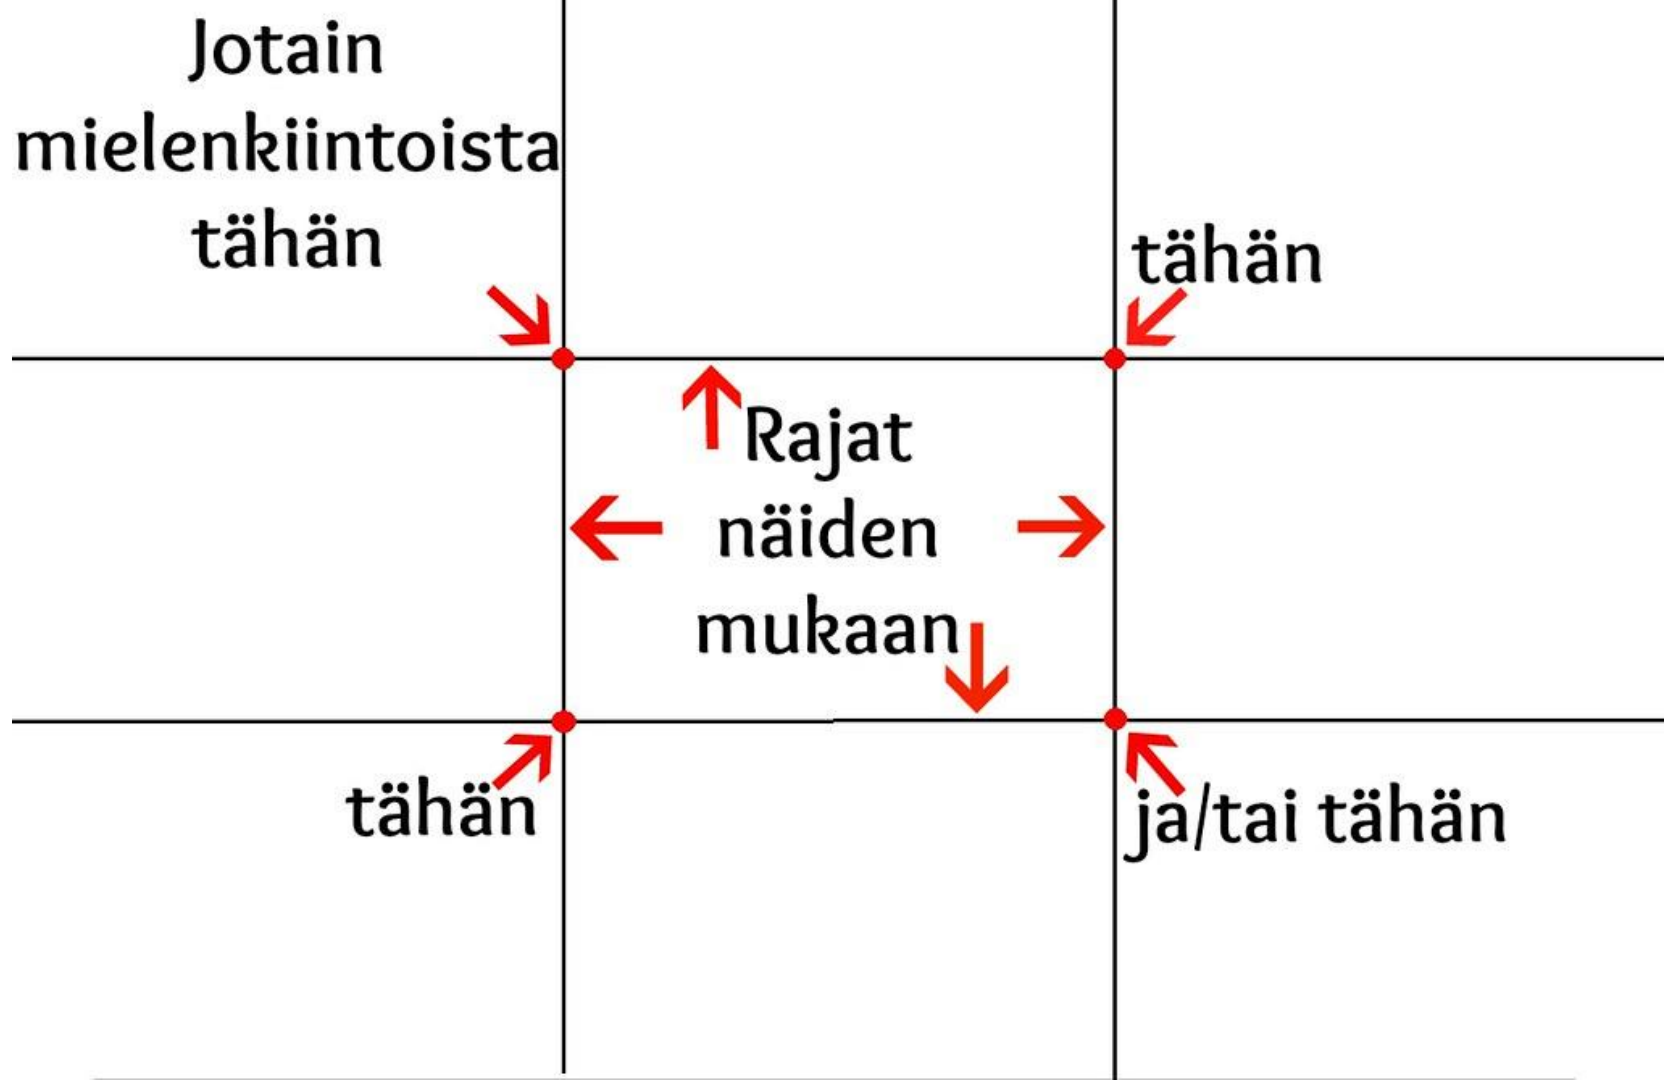 Jotain
mielenkiintoista
tähän
tähän
Rajat
näiden
mukaan
tähän
ja/tai tähän